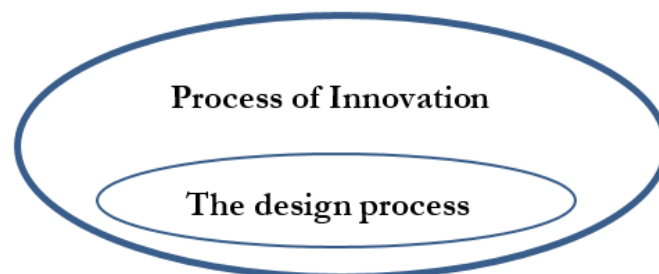 Process of Innovation
The design process